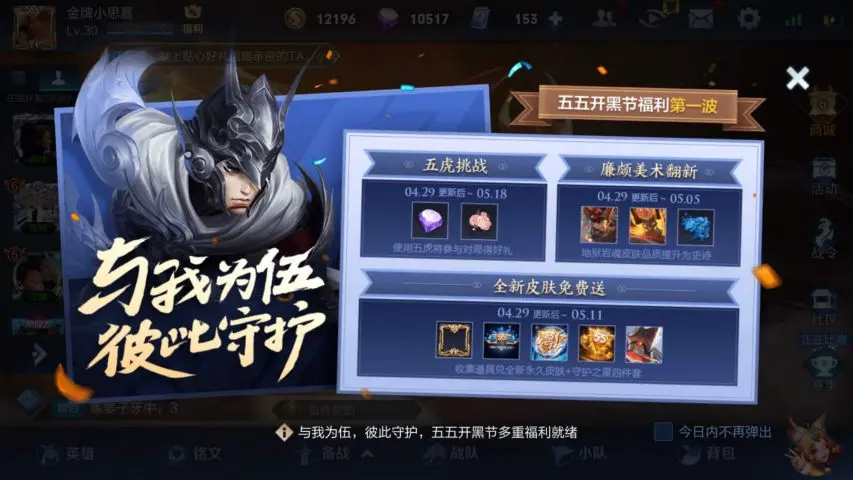 金牌小思嘉
Lv.30
福利
12196
10517
153
五五开黑节福利第一波
五虎挑战
04.29 更新后~05.18
使用五虎将参与对局得好礼
廉颇美术翻新
04.29 更新后~05.05
地狱岩魂皮肤品质提升为史诗
全新皮肤免费送
04.29 更新后~05.11
收集道具兑全新永久皮肤+守护之星四件套
与我为伍
彼此守护
与我为伍，彼此守护，五五开黑节多重福利就绪
今日内不再弹出
商城
活动
战令
社区
英雄
铭文
备战
战队
小队
背包